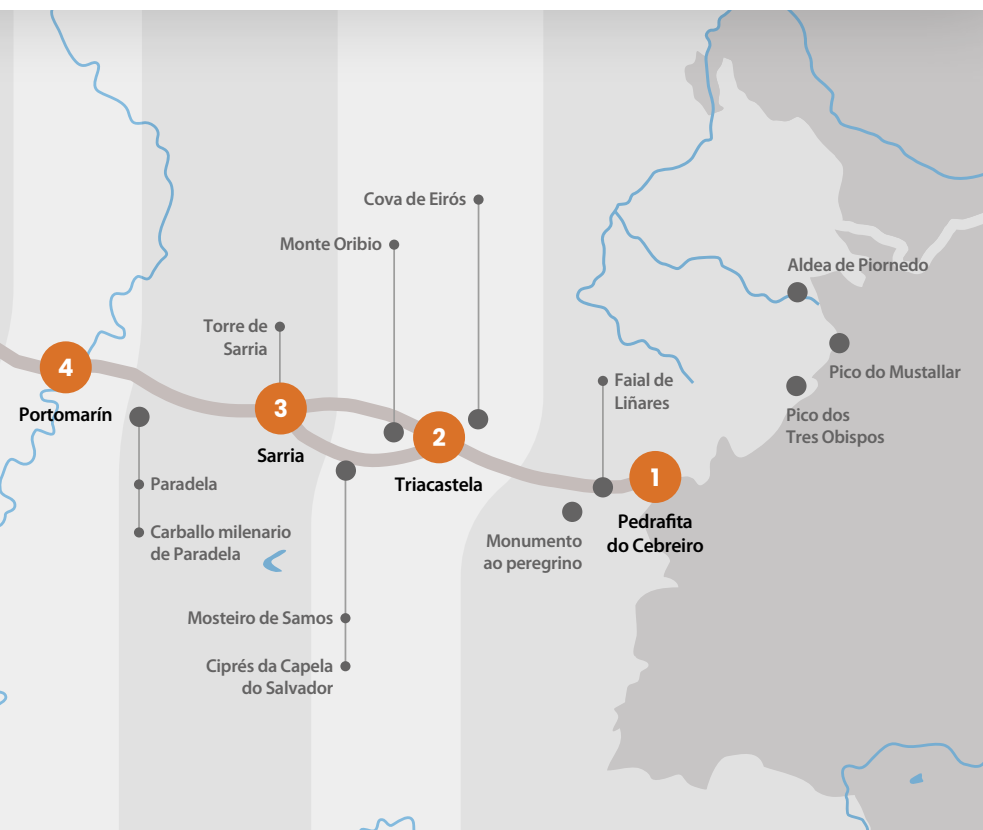 Cova de Eirós
Monte Oribio
Aldea de Piornedo
Torre de
Sarria
Pico do Mustallar
4
Faial de
Liñares
Portomarín
3
Pico dos
Tres Obispos
2
Sarria
Triacastela
1
Paradela
Carballo milenario
de Paradela
Pedrafita
do Cebreiro
Monumento
ao peregrino
Mosteiro de Samos
Ciprés da Capela
do Salvador